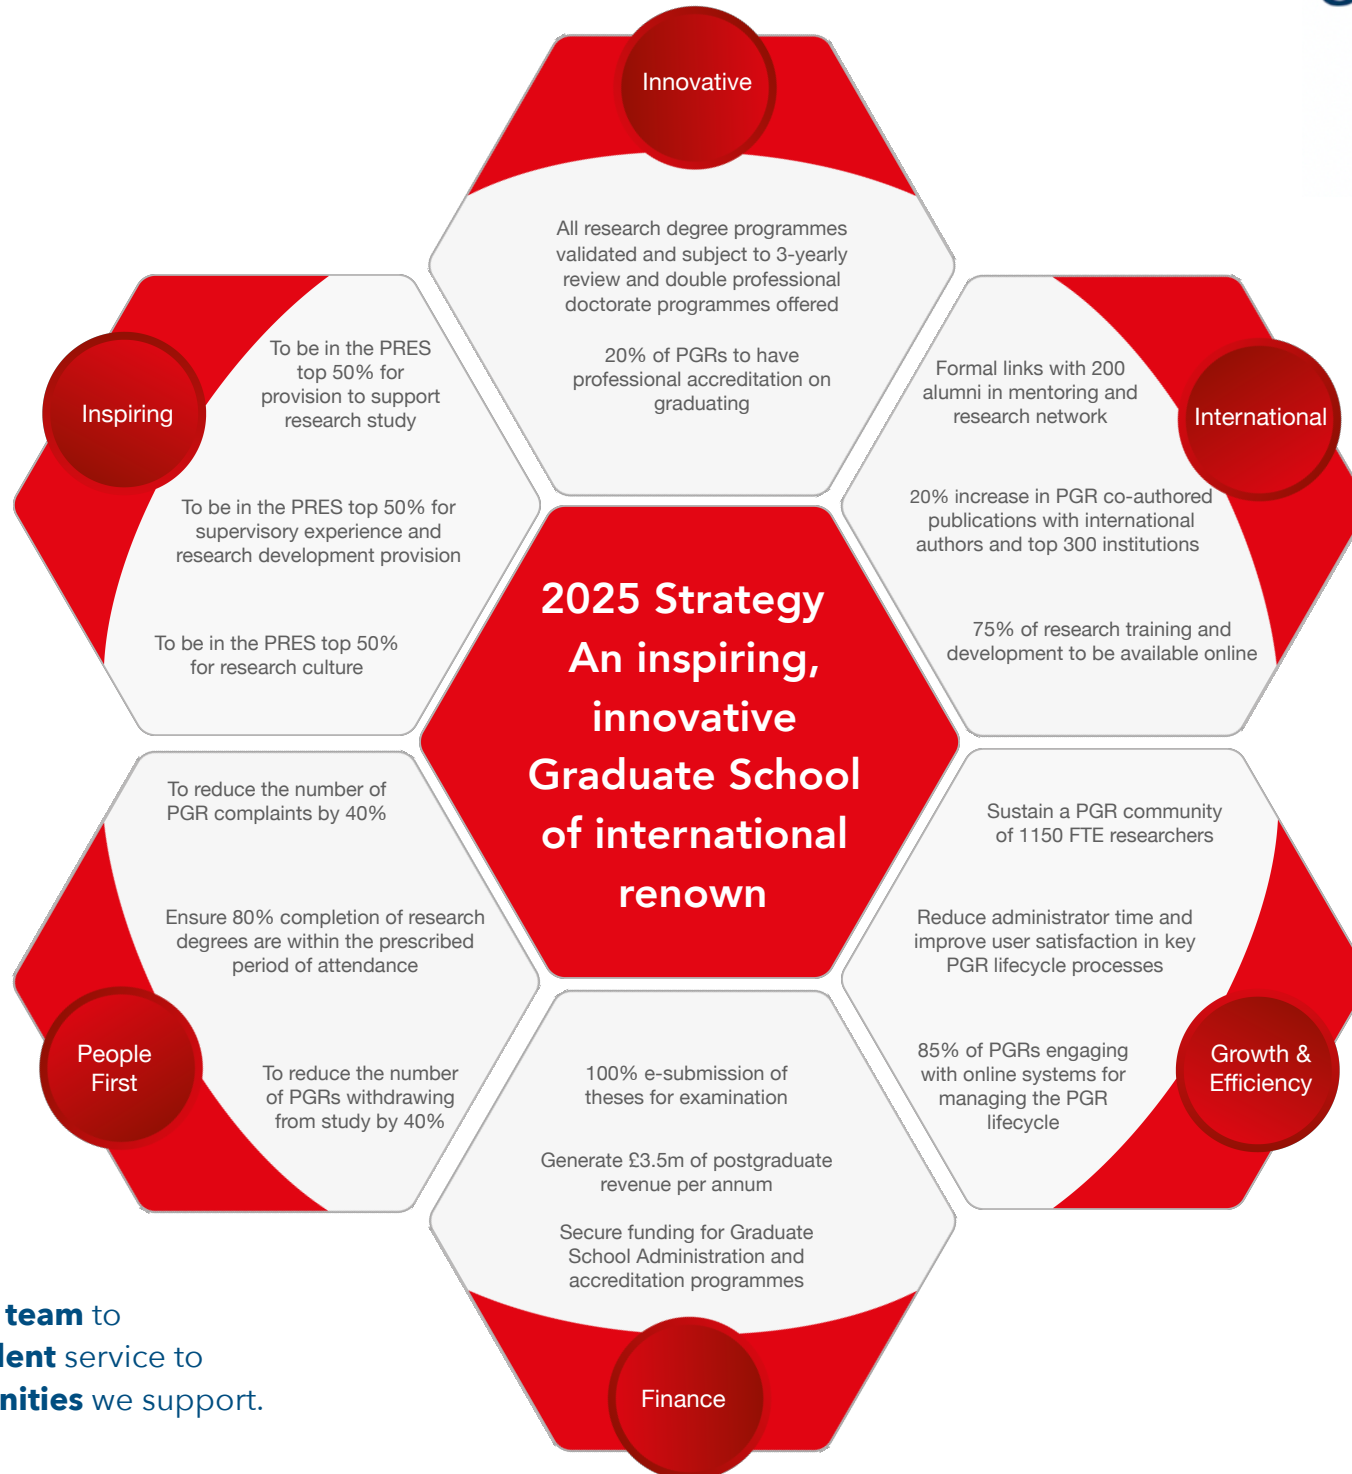 Innovative
All research degree programmes
validated and subject to 3-yearly
review and double professional
doctorate programmes offered
20% of PGRs to have
professional accreditation on
graduating
Inspiring
To be in the PRES
top 50% for
provision to support
research study
To be in the PRES top 50% for
supervisory experience and
research development provision
To be in the PRES top 50%
for research culture
International
Formal links with 200
alumni in mentoring and
research network
20% increase in PGR co-authored
publications with international
authors and top 300 institutions
75% of research training and
development to be available online
2025 Strategy
An inspiring,
innovative
Graduate School
of international
renown
To reduce the number of
PGR complaints by 40%
Ensure 80% completion of research
degrees are within the prescribed
period of attendance
To reduce the number
of PGRs withdrawing
from study by 40%
People
First
Sustain a PGR community
of 1150 FTE researchers
Reduce administrator time and
improve user satisfaction in key
PGR lifecycle processes
85% of PGRs engaging
with online systems for
managing the PGR
lifecycle
Growth &
Efficiency
100% e-submission of
theses for examination
Generate £3.5m of postgraduate
revenue per annum
Secure funding for Graduate
School Administration and
accreditation programmes
Finance
team to
service to
we support.